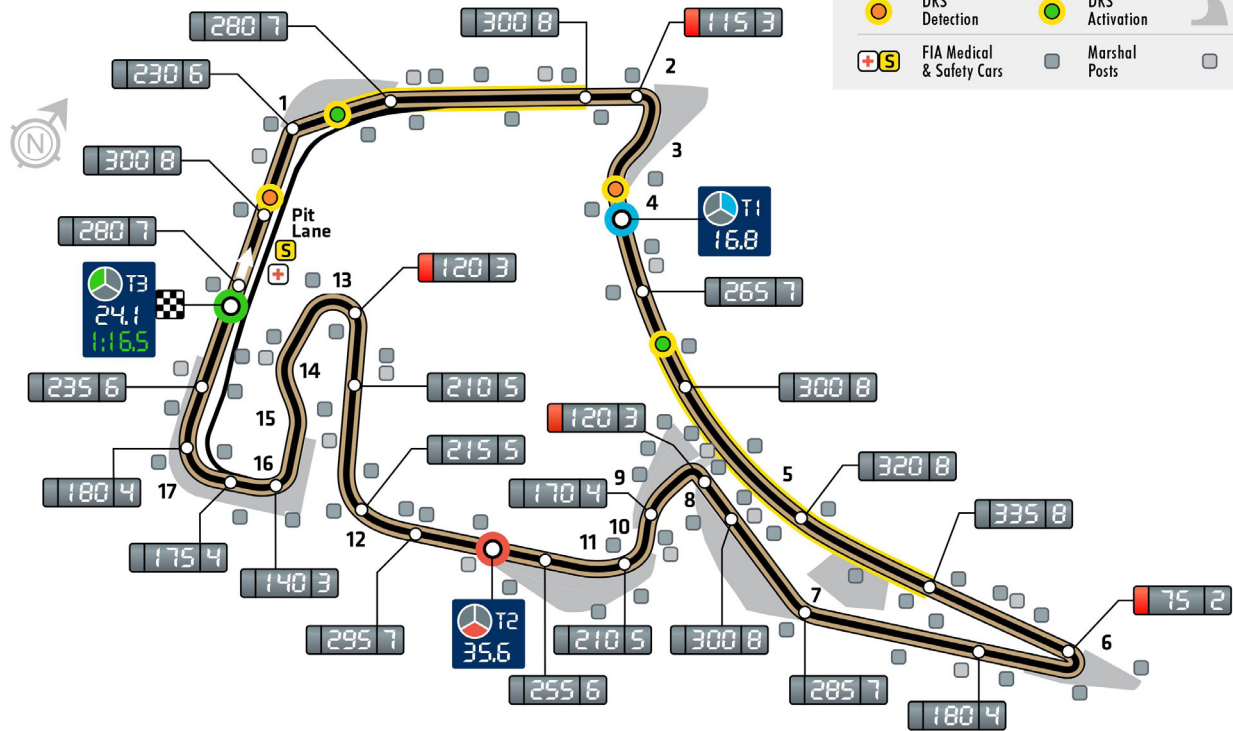 DRS
Detection
DRS
Activation
FIA Medical
& Safety Cars
S
Marshal
Posts
280 7
300 8
115 3
230 6
1
2
N
300 8
3
4
T1
16.8
280 7
Pit
Lane
S
T3
24.1
1:16.5
13
120 3
265 7
235 6
14
210 5
300 8
15
120 3
16
215 5
5
320 8
17
180 4
9
8
170 4
10
335 8
12
11
175 4
140 3
7
75 2
6
295 7
T2
35.6
210 5
300 8
255 6
285 7
180 4